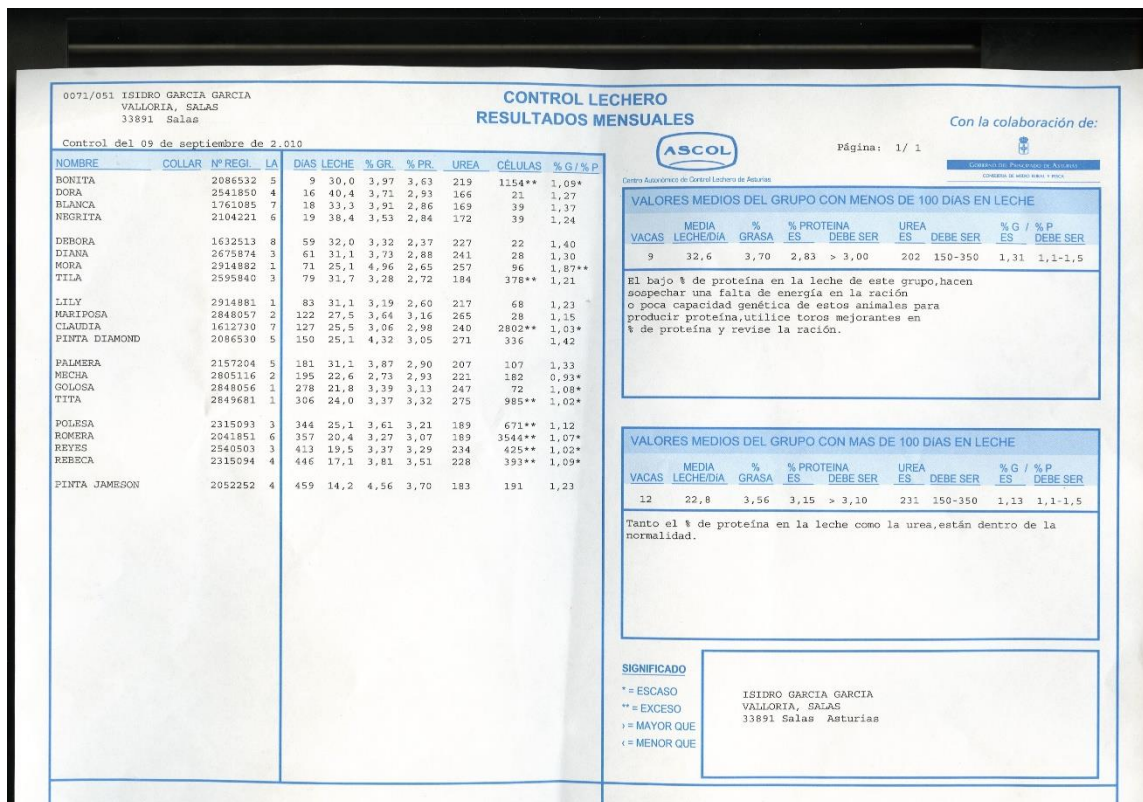 0071/051 ISIDRO GARCIA GARCIA
VALLORIA, SALAS
33891 Salas
CONTROL LECHERO
RESULTADOS MENSUALES
Control del 09 de septiembre de 2.010
ASCOL
Centro Autonómico de Control Lechero de Asturias
Página: 1/ 1
Con la colaboración de:
GOBIERNO DEL PRINCIPADO DE ASTURIAS
NOMBRE COLLAR Nº REGI. LA DíAS LECHE % GR. % PR. UREA CÉLULAS % G / % P
BONITA 2086532 5 9 30,0 3,97 3,63 219 1154** 1,09*
DORA 2541850 4 16 40,4 3,71 2,93 166 21 1,27
BLANCA 1761085 7 18 33,3 3,91 2,86 169 39 1,37
NEGRITA 2104221 6 19 38,4 3,53 2,84 172 39 1,24
DEBORA 1632513 8 59 32,0 3,32 2,37 227 22 1,40
DIANA 2675874 3 61 31,1 3,73 2,88 241 28 1,30
MORA 2914882 1 71 25,1 4,96 2,65 257 96 1,87**
TILA 2595840 3 79 31,7 3,28 2,72 184 378** 1,21
LILY 2914881 1 83 31,1 3,19 2,60 217 68 1,23
MARIPOSA 2848057 2 122 27,5 3,64 3,16 265 28 1,15
CLAUDIA 1612730 7 127 25,5 3,06 2,98 240 2802** 1,03*
PINTA DIAMOND 2086530 5 150 25,1 4,32 3,05 271 336 1,42
PALMERA 2157204 5 181 31,1 3,87 2,90 207 107 1,33
MECHA 2805116 2 195 22,6 2,73 2,93 221 182 0,93*
GOLOSA 2848056 1 278 21,8 3,39 3,13 247 72 1,08*
TITA 2849681 1 306 24,0 3,37 3,32 275 985** 1,02*
POLESA 2315093 3 344 25,1 3,61 3,21 189 671** 1,12
ROMERA 2041851 6 357 20,4 3,27 3,07 189 3544** 1,07*
REYES 2540503 3 413 19,5 3,37 3,29 234 425** 1,02*
REBECA 2315094 4 446 17,1 3,81 3,51 228 393** 1,09*
PINTA JAMESON 2052252 4 459 14,2 4,56 3,70 183 191 1,23
VALORES MEDIOS DEL GRUPO CON MENOS DE 100 DíAS EN LECHE
MEDIA % % PROTEINA UREA % G / % P
VACAS LECHE/DíA GRASA ES DEBE SER ES DEBE SER ES DEBE SER
9 32,6 3,70 2,83 > 3,00 202 150-350 1,31 1,1-1,5
El bajo % de proteína en la leche de este grupo,hacen
sospechar una falta de energía en la ración
o poca capacidad genética de estos animales para
producir proteína,utilice toros mejorantes en
% de proteína y revise la ración.
VALORES MEDIOS DEL GRUPO CON MAS DE 100 DíAS EN LECHE
MEDIA % % PROTEINA UREA % G / % P
VACAS LECHE/DíA GRASA ES DEBE SER ES DEBE SER ES DEBE SER
12 22,8 3,56 3,15 > 3,10 231 150-350 1,13 1,1-1,5
Tanto el % de proteína en la leche como la urea,están dentro de la
normalidad.
SIGNIFICADO
* = ESCASO
** = EXCESO
› = MAYOR QUE
‹ = MENOR QUE
ISIDRO GARCIA GARCIA
VALLORIA, SALAS
33891 Salas Asturias